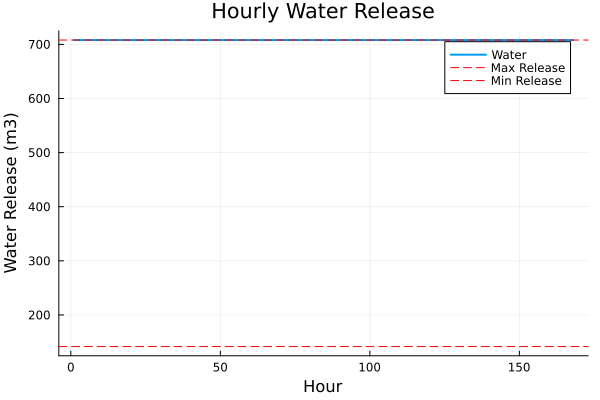 Hourly Water Release
Water Release (m3)
700
600
500
400
300
200
Water
Max Release
Min Release
0 50 100 150
Hour